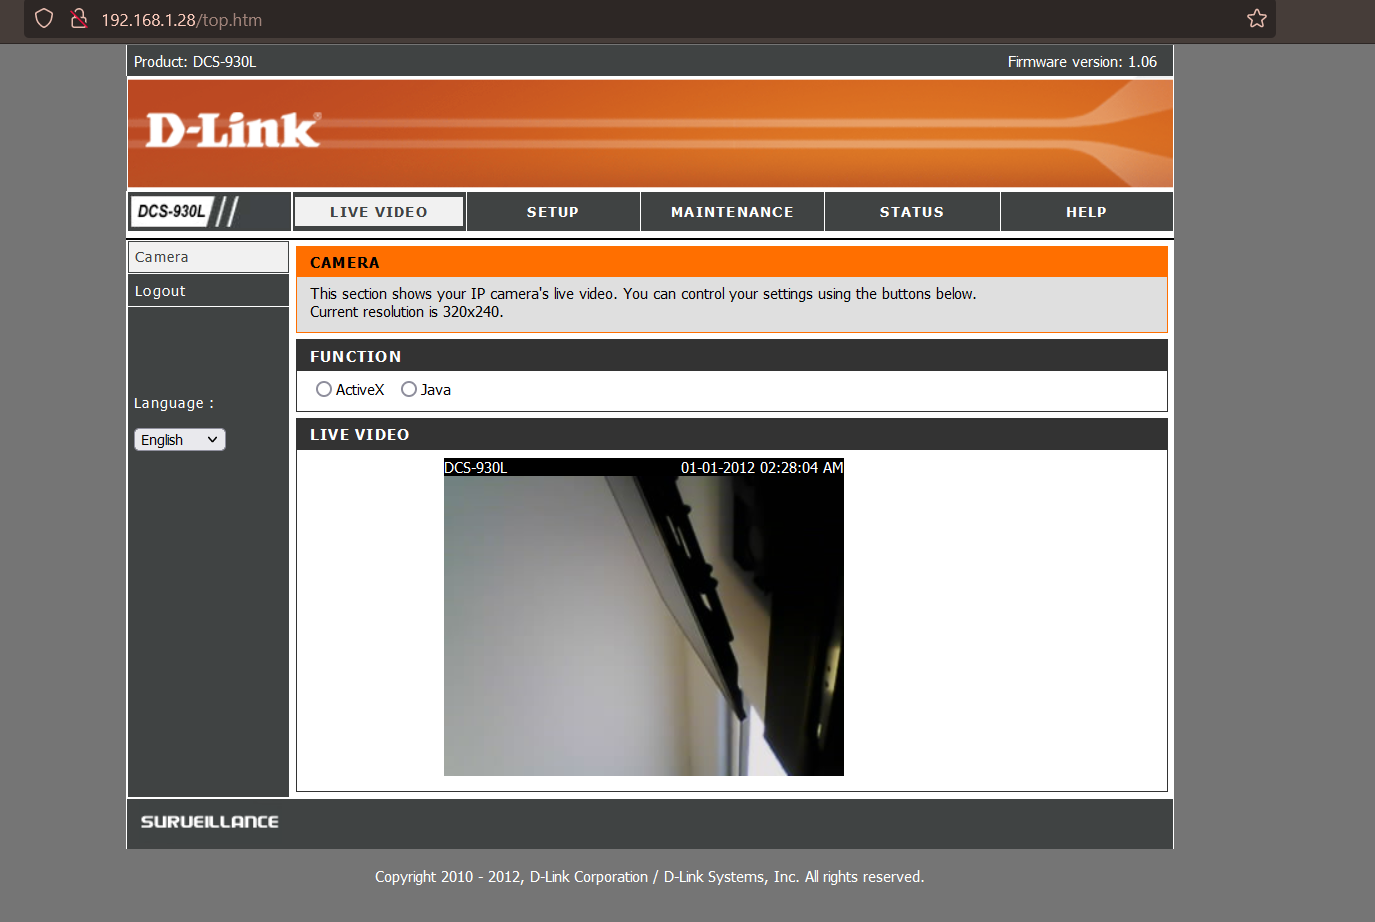 192.168.1.28/top.htm
Product: DCS-930L
Firmware version: 1.06
D-Link®
DCS-930L
LIVE VIDEO
SETUP
MAINTENANCE
STATUS
HELP
Camera
Logout
Language :
English
CAMERA
This section shows your IP camera's live video. You can control your settings using the buttons below.
Current resolution is 320x240.
FUNCTION
ActiveX
Java
LIVE VIDEO
DCS-930L
01-01-2012 02:28:04 AM
SURVEILLANCE
Copyright 2010 - 2012, D-Link Corporation / D-Link Systems, Inc. All rights reserved.